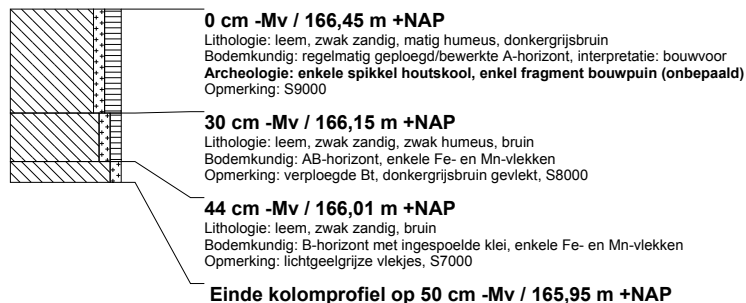 0 cm -Mv / 166,45 m +NAP
Lithologie: leem, zwak zandig, matig humeus, donkergrijsbruin
Bodemkundig: regelmatig geploegd/bewerkte A-horizont, interpretatie: bouwvoor
Archeologie: enkele spikkel houtskool, enkel fragment bouwpuin (onbepaald)
Opmerking: S9000
30 cm -Mv / 166,15 m +NAP
Lithologie: leem, zwak zandig, zwak humeus, bruin
Bodemkundig: AB-horizont, enkele Fe- en Mn-vlekken
Opmerking: verploegde Bt, donkergrijsbruin gevlekt, S8000
44 cm -Mv / 166,01 m +NAP
Lithologie: leem, zwak zandig, bruin
Bodemkundig: B-horizont met ingespoelde klei, enkele Fe- en Mn-vlekken
Opmerking: lichtgeelgrijze vlekjes, S7000
Einde kolomprofiel op 50 cm -Mv / 165,95 m +NAP